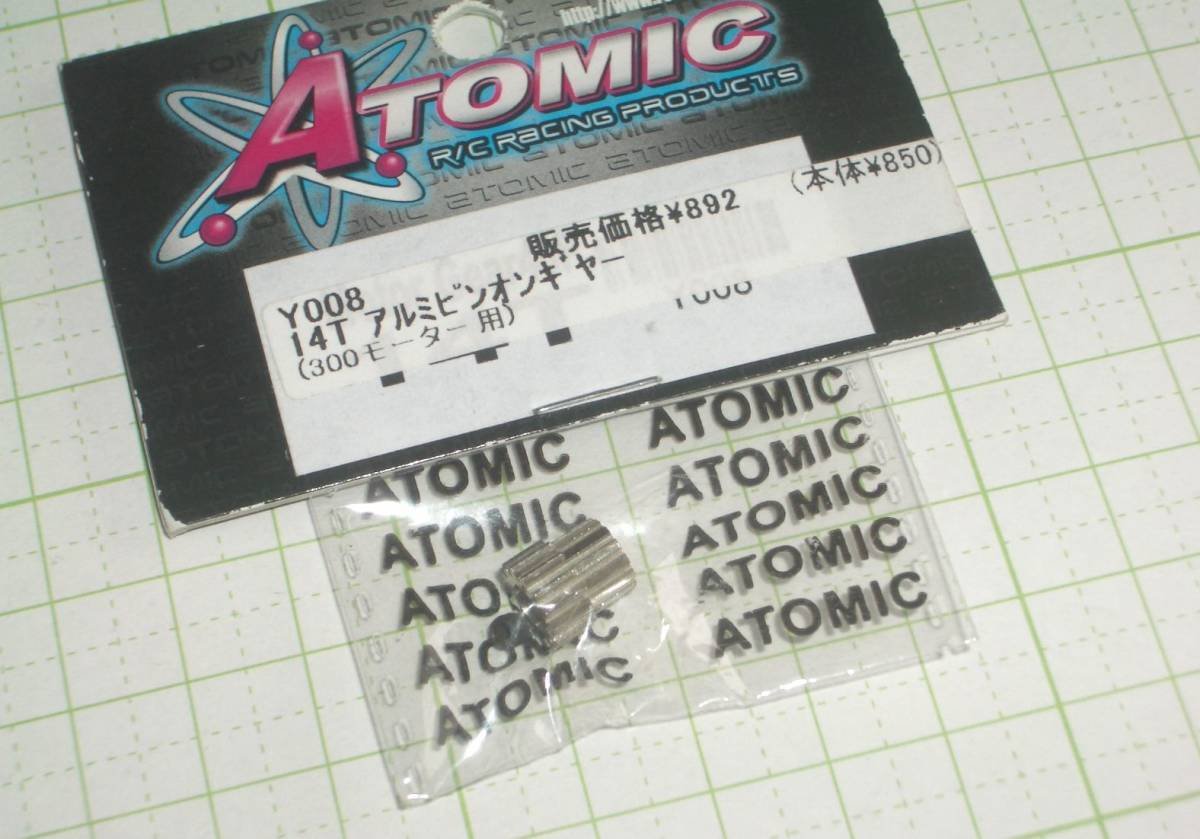 http://www.
ATOMIC
R/C RACING PRODUCTS
販売価格¥892 (本体¥850)
Y008
14T アルミピンオンギヤー
(300モーター用)
Y008
ATOMIC ATOMIC
ATOMIC ATOMIC
ATOMIC ATOMIC
ATOMIC ATOMIC
ATOMIC ATOMIC